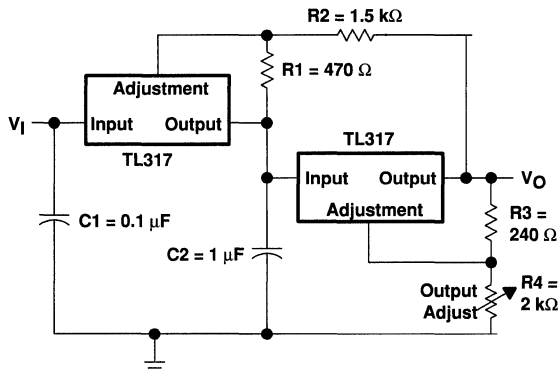 R2 = 1.5 kΩ
R1 = 470 Ω
Adjustment
VI
Input
Output
TL317
TL317
Input
Output
VO
Adjustment
R3 =
240 Ω
C1 = 0.1 μF
C2 = 1 μF
Output
Adjust
R4 =
2 kΩ